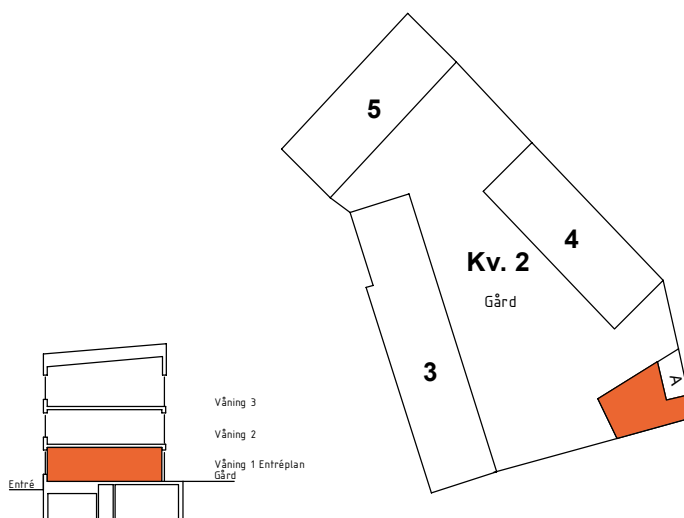 5
4
Kv. 2
Gård
3
A
Våning 3
Våning 2
Våning 1 Entréplan
Gård
Entré